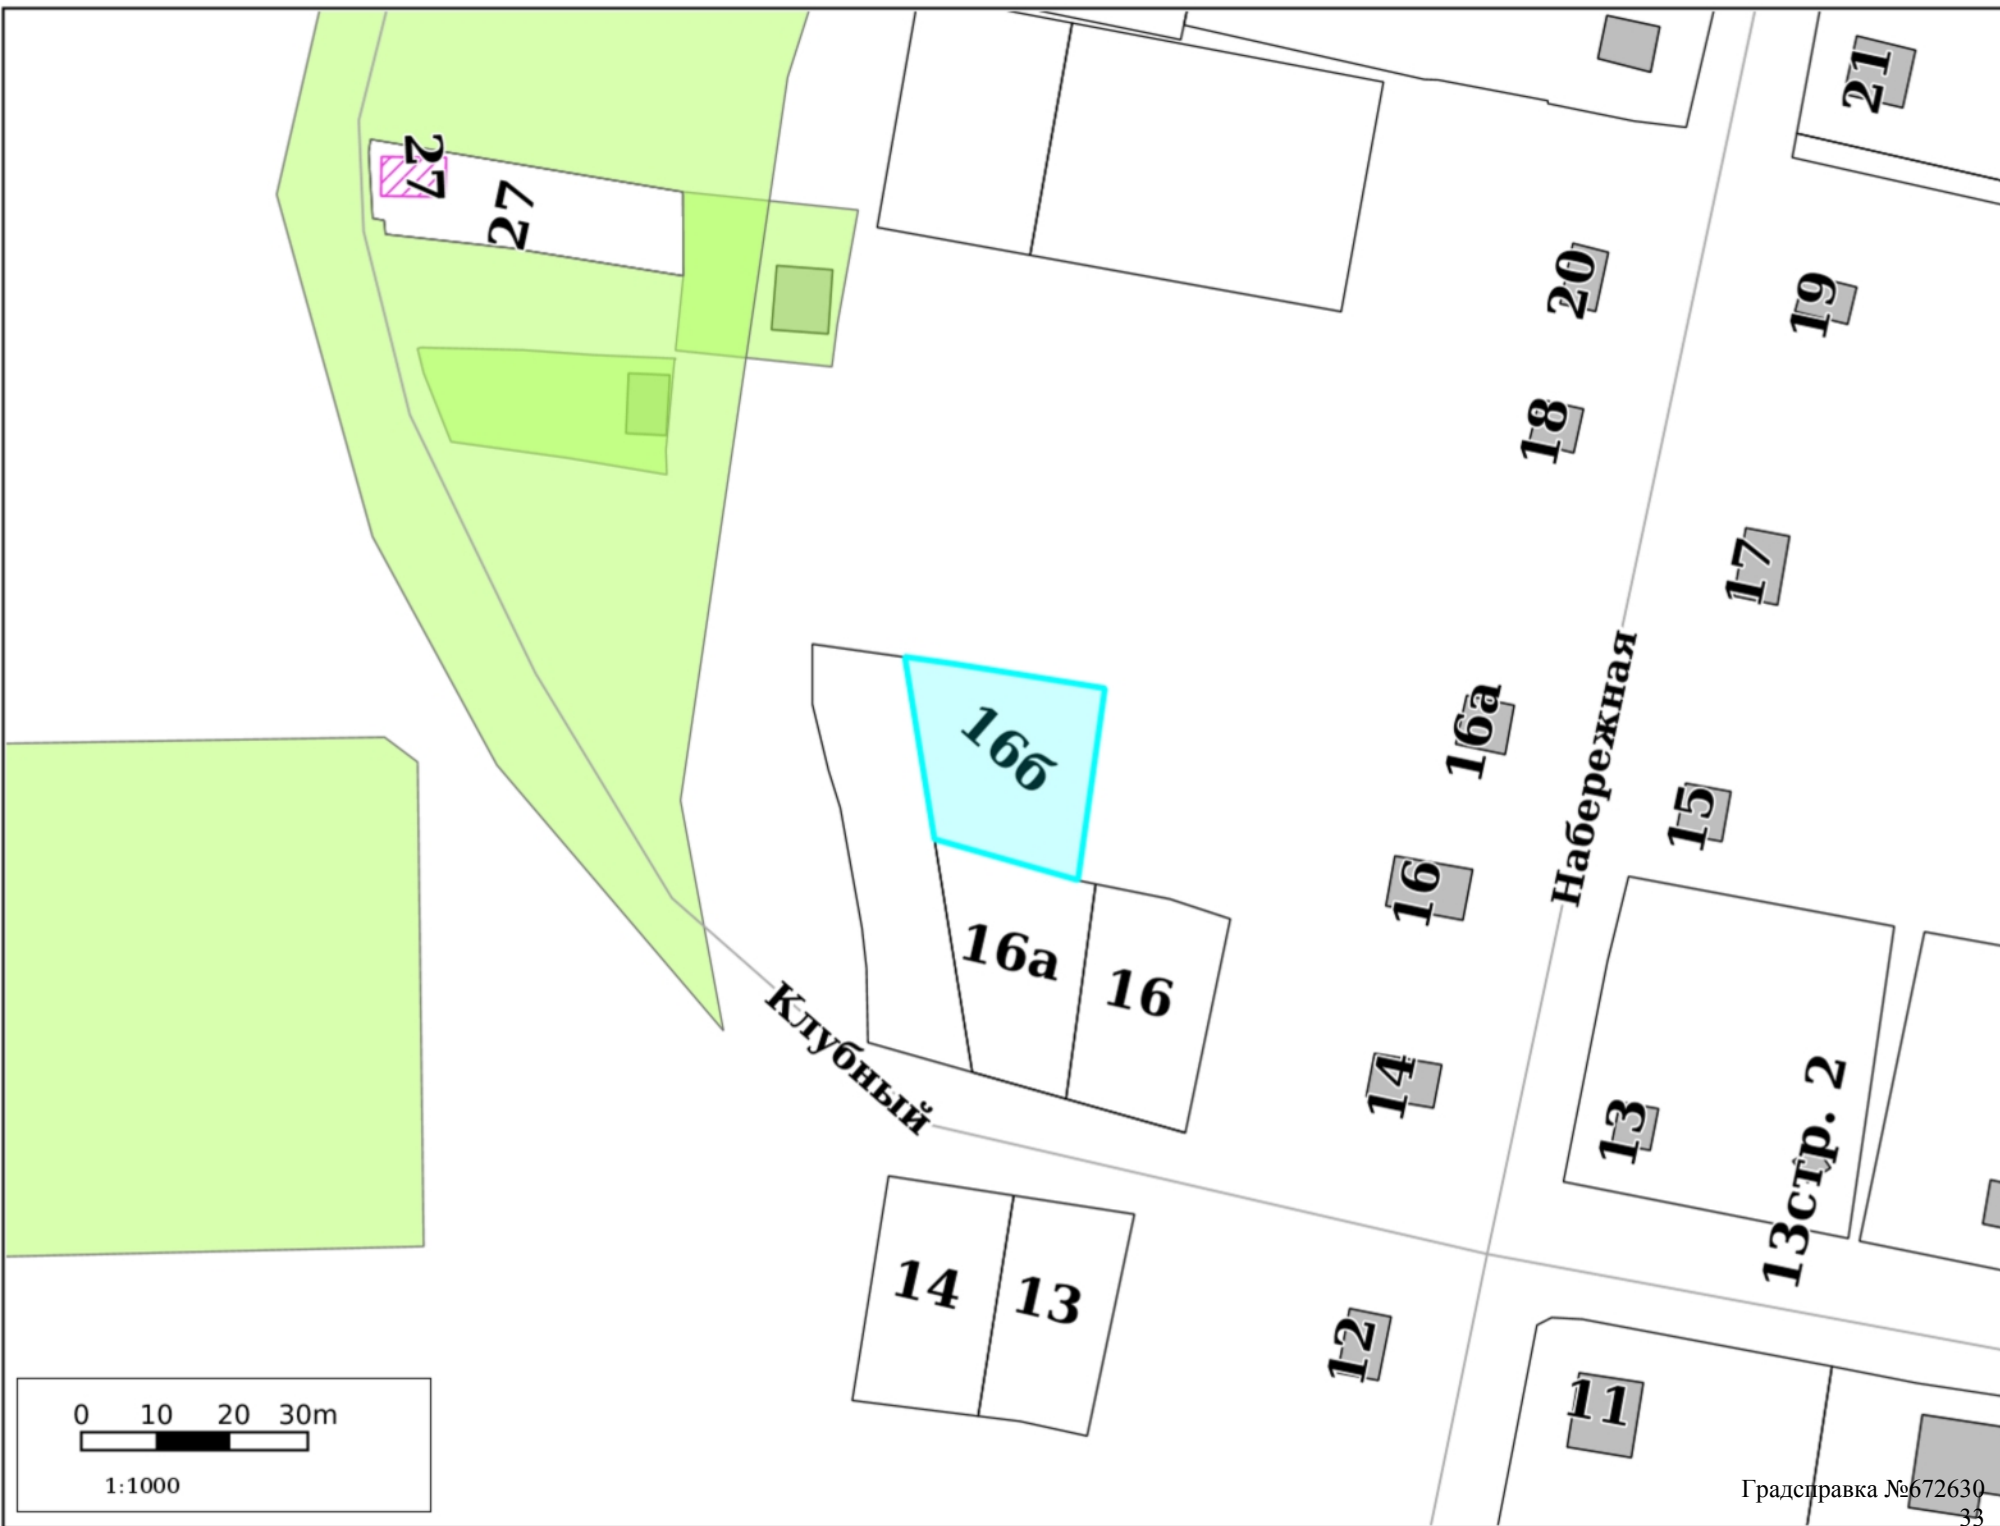 21
27
27
20
19
18
17
16б
16а
Набережная
15
16
16а
16
Клубный
14
13
13стр. 2
14
13
12
11
0 10 20 30m
1:1000
Градсправка №672630
33